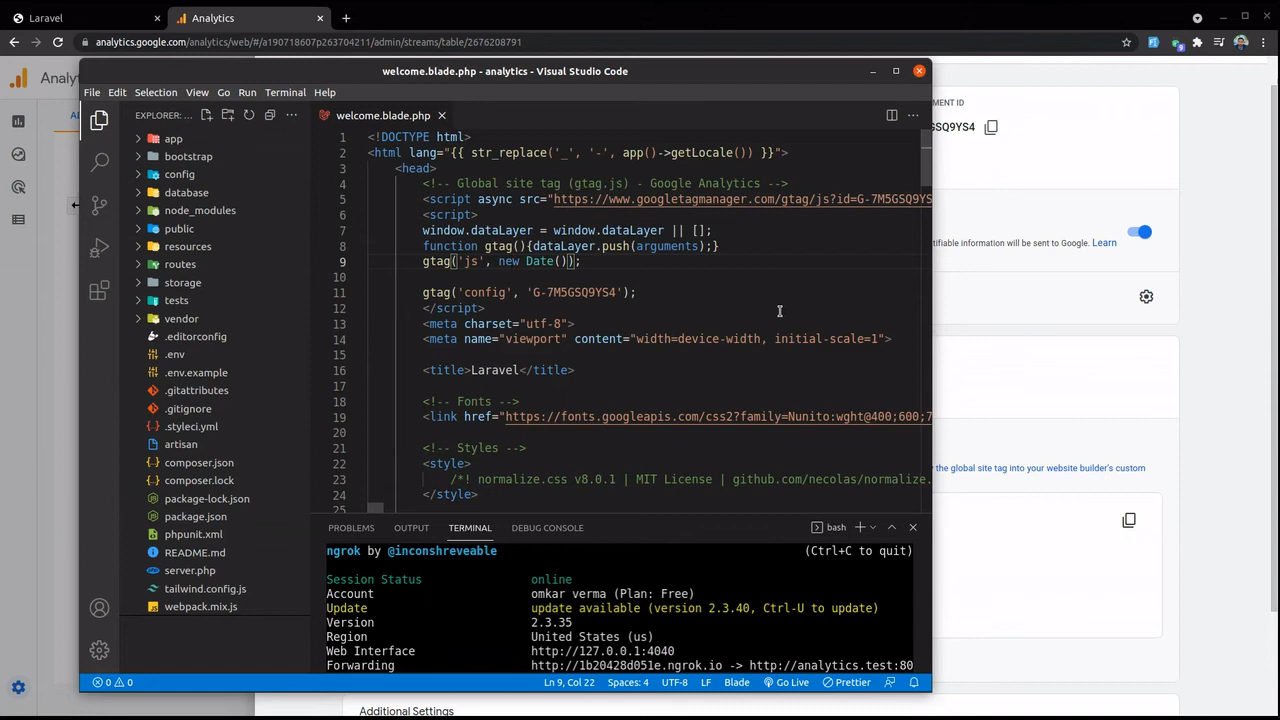 Laravel
Analytics
analytics.google.com/analytics/web/#/a190718607p263704211/admin/streams/table/2676208791
welcome.blade.php - analytics - Visual Studio Code
File Edit Selection View Go Run Terminal Help
EXPLORER: ...
welcome.blade.php
app
bootstrap
config
database
node_modules
public
resources
routes
storage
tests
vendor
.editorconfig
.env
.env.example
.gitattributes
.gitignore
.styleci.yml
artisan
composer.json
composer.lock
package-lock.json
package.json
phpunit.xml
README.md
server.php
tailwind.config.js
webpack.mix.js
1 <!DOCTYPE html>
2 <html lang="{{ str_replace('_', '-', app()->getLocale()) }}">
3 <head>
4 <!-- Global site tag (gtag.js) - Google Analytics -->
5 <script async src="https://www.googletagmanager.com/gtag/js?id=G-7M5GSQ9YS
6 <script>
7 window.dataLayer = window.dataLayer || [];
8 function gtag(){dataLayer.push(arguments);}
9 gtag('js', new Date());
10
11 gtag('config', 'G-7M5GSQ9YS4');
12 </script>
13 <meta charset="utf-8">
14 <meta name="viewport" content="width=device-width, initial-scale=1">
15
16 <title>Laravel</title>
17
18 <!-- Fonts -->
19 <link href="https://fonts.googleapis.com/css2?family=Nunito:wght@400;600;7
20
21 <!-- Styles -->
22 <style>
23 /*! normalize.css v8.0.1 | MIT License | github.com/necolas/normalize.
24 </style>
25
PROBLEMS OUTPUT TERMINAL DEBUG CONSOLE
bash
ngrok by @inconshreveable (Ctrl+C to quit)
Session Status online
Account omkar verma (Plan: Free)
Update update available (version 2.3.40, Ctrl-U to update)
Version 2.3.35
Region United States (us)
Web Interface http://127.0.0.1:4040
Forwarding http://1b20428d051e.ngrok.io -> http://analytics.test:80
0 0
Ln 9, Col 22 Spaces: 4 UTF-8 LF Blade Go Live Prettier
Analy
MENT ID
GSQ9YS4
tifiable information will be sent to Google. Learn
the global site tag into your website builder's custom
Additional Settings